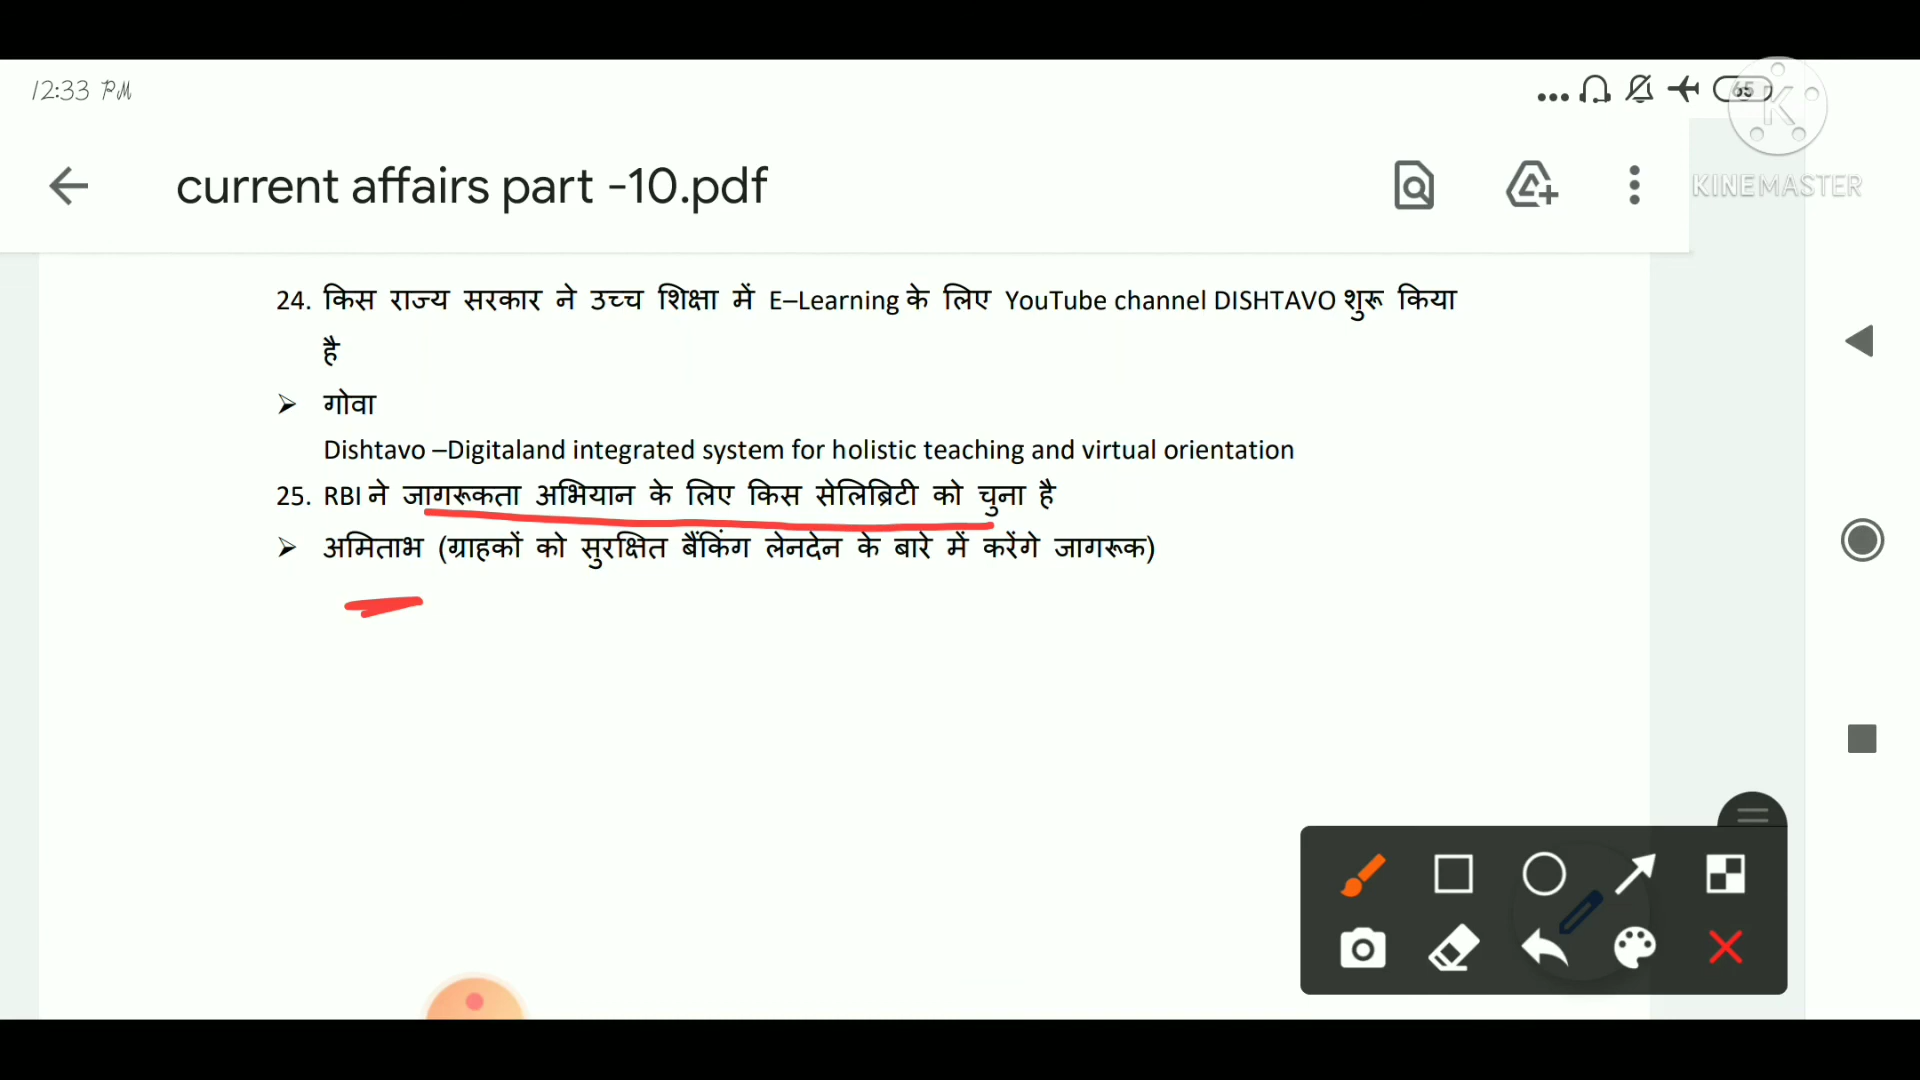 12:33 PM
65
KINEMASTER
current affairs part -10.pdf
24. किस राज्य सरकार ने उच्च शिक्षा में E–Learning के लिए YouTube channel DISHTAVO शुरू किया
है
➢ गोवा
Dishtavo –Digitaland integrated system for holistic teaching and virtual orientation
25. RBI ने जागरूकता अभियान के लिए किस सेलिब्रिटी को चुना है
➢ अमिताभ (ग्राहकों को सुरक्षित बैंकिंग लेनदेन के बारे में करेंगे जागरूक)